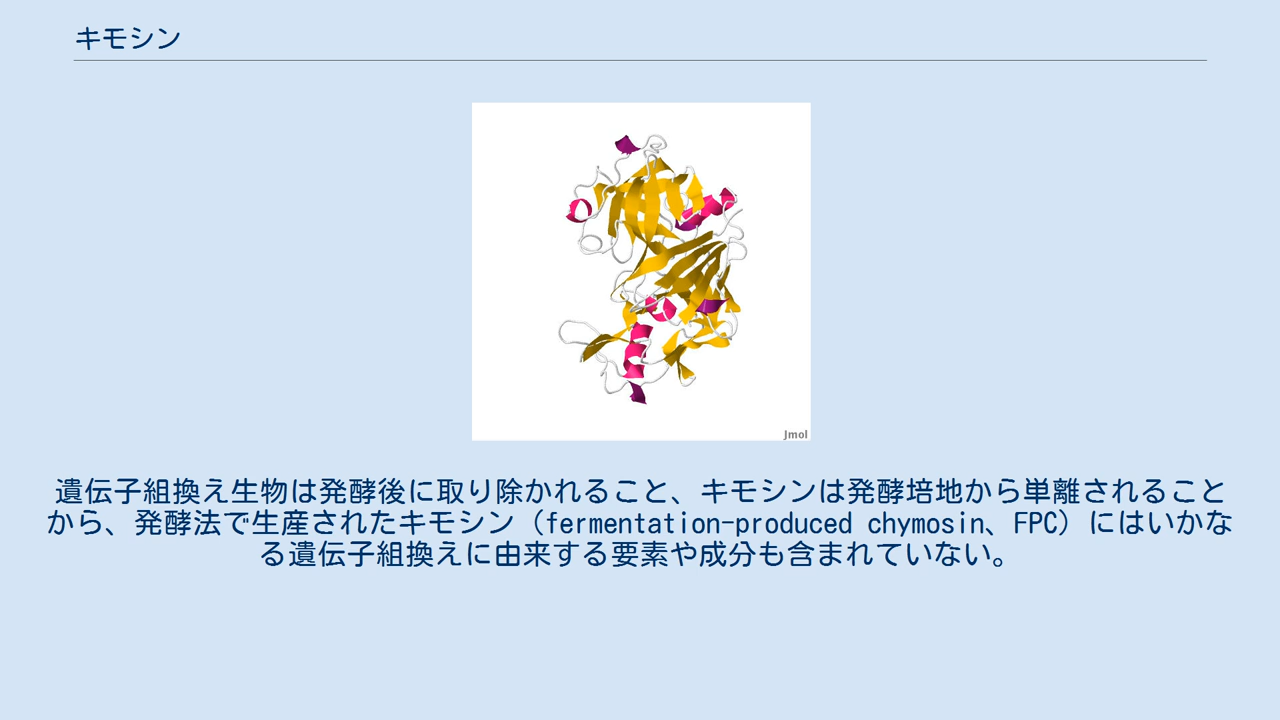 キモシン
Jmol
遺伝子組換え生物は発酵後に取り除かれること、キモシンは発酵培地から単離されること
から、発酵法で生産されたキモシン（fermentation-produced chymosin、FPC）にはいかな
る遺伝子組換えに由来する要素や成分も含まれていない。